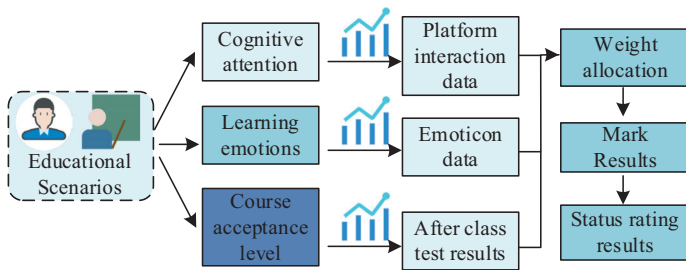 Educational
Scenarios
Cognitive
attention
Learning
emotions
Course
acceptance
level
Platform
interaction
data
Emoticon
data
After class
test results
Weight
allocation
Mark
Results
Status rating
results